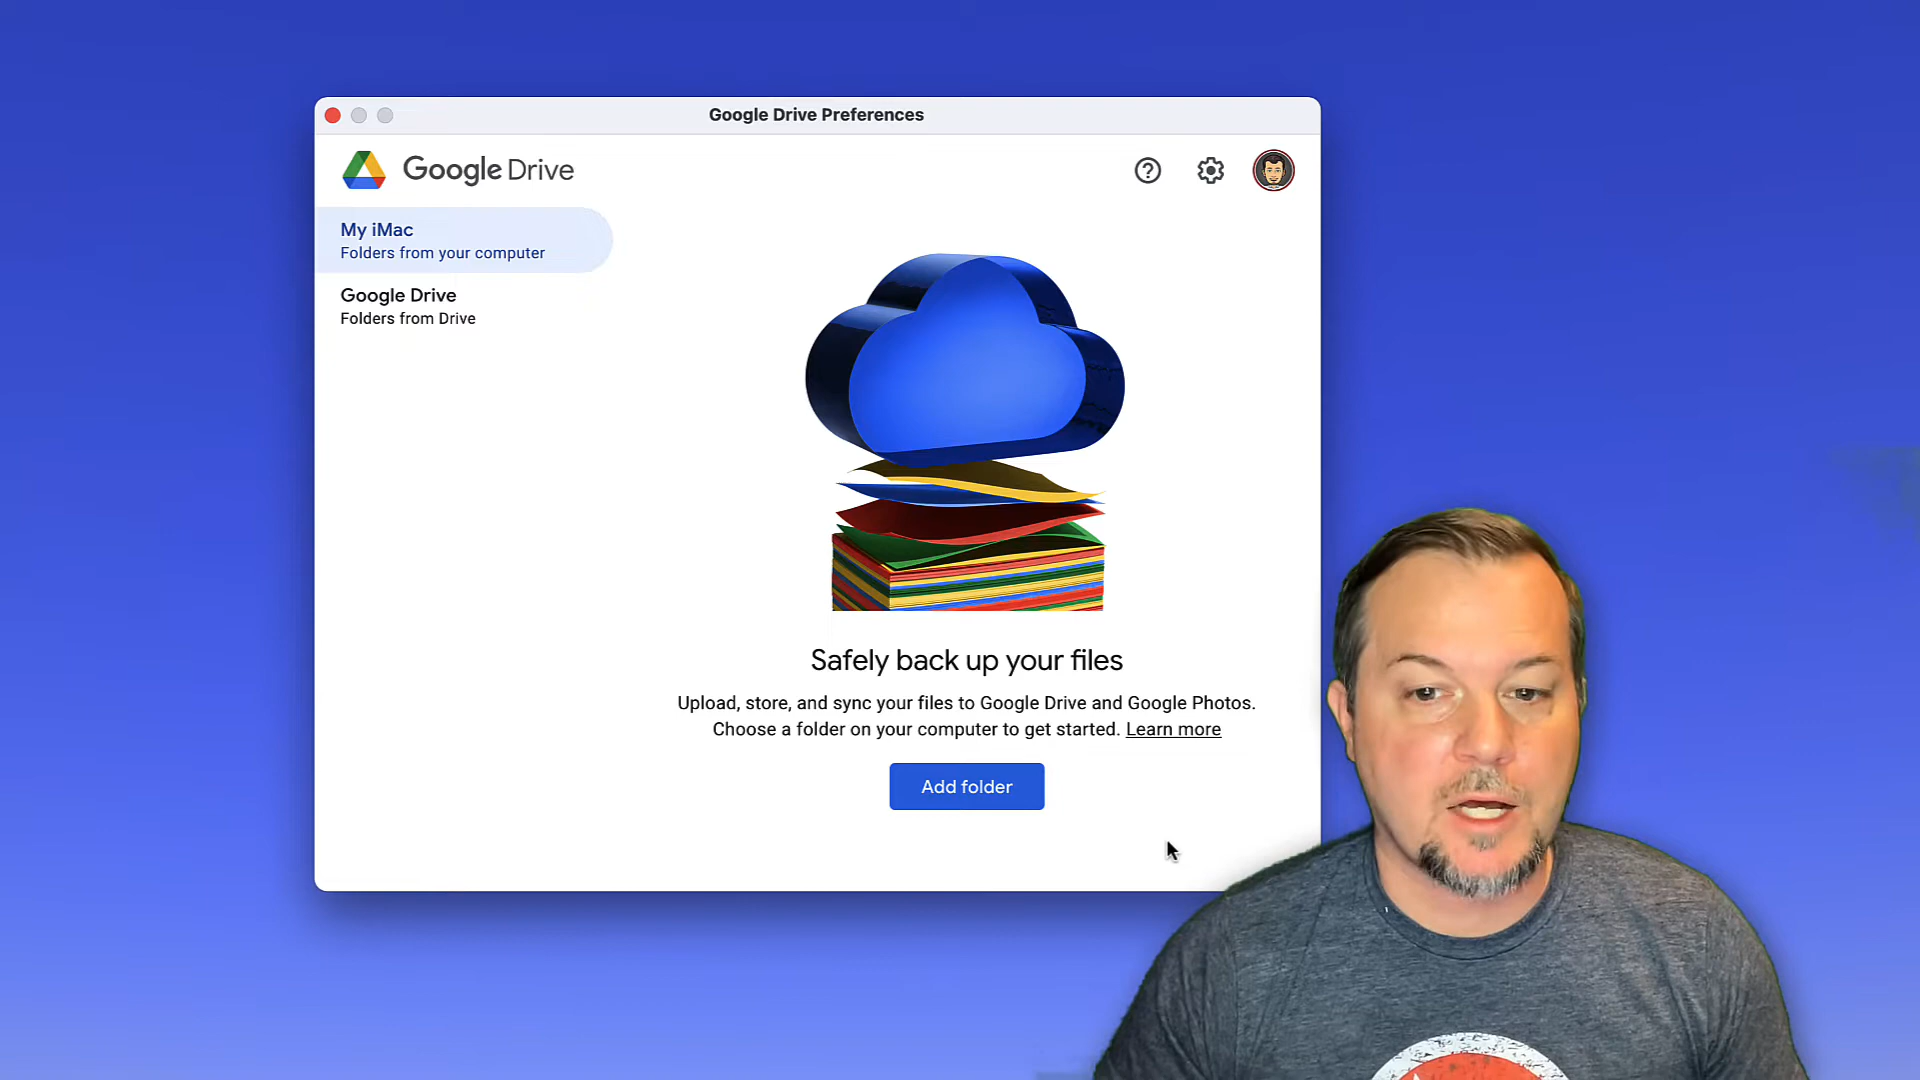 Google Drive Preferences
Google Drive
My iMac
Folders from your computer
Google Drive
Folders from Drive
Safely back up your files
Upload, store, and sync your files to Google Drive and Google Photos.
Choose a folder on your computer to get started. Learn more
Add folder